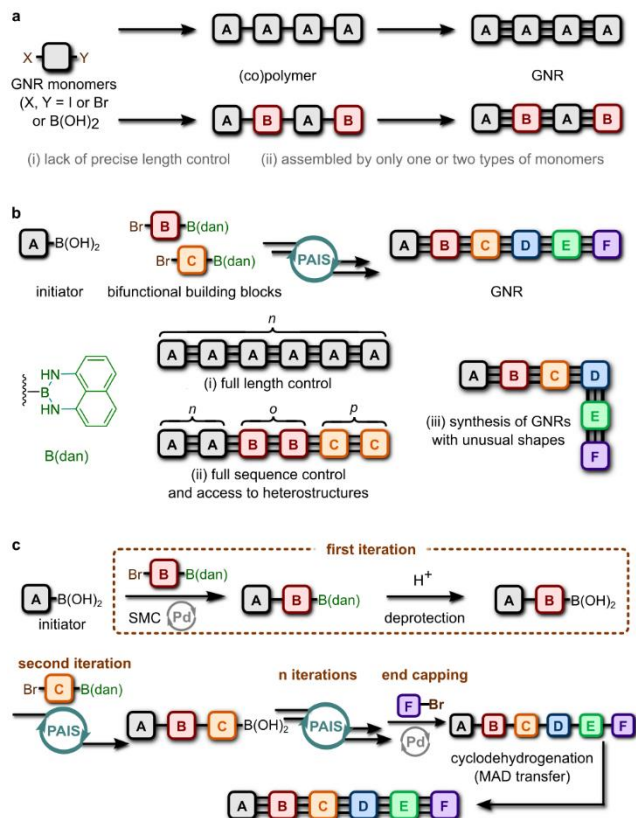 a
A A A A
A A A A
X Y
GNR monomers
(X, Y = I or Br
or B(OH)2
(co)polymer
GNR
A B A B
A B A B
(i) lack of precise length control
(ii) assembled by only one or two types of monomers
b
A B(OH)2
Br B B(dan)
Br C B(dan)
PAIS
A B C D E F
initiator
bifunctional building blocks
GNR
n
A A A A A A
(i) full length control
HN
B
HN
B(dan)
n o p
A A B B C C
(ii) full sequence control
and access to heterostructures
A B C D
E
F
(iii) synthesis of GNRs
with unusual shapes
c
first iteration
A B(OH)2
initiator
Br B B(dan)
SMC Pd
A B B(dan)
H+
deprotection
A B B(OH)2
second iteration
Br C B(dan)
PAIS
A B C B(OH)2
n iterations
PAIS
end capping
F Br
Pd
A B C D E F
cyclodehydrogenation
(MAD transfer)
A B C D E F